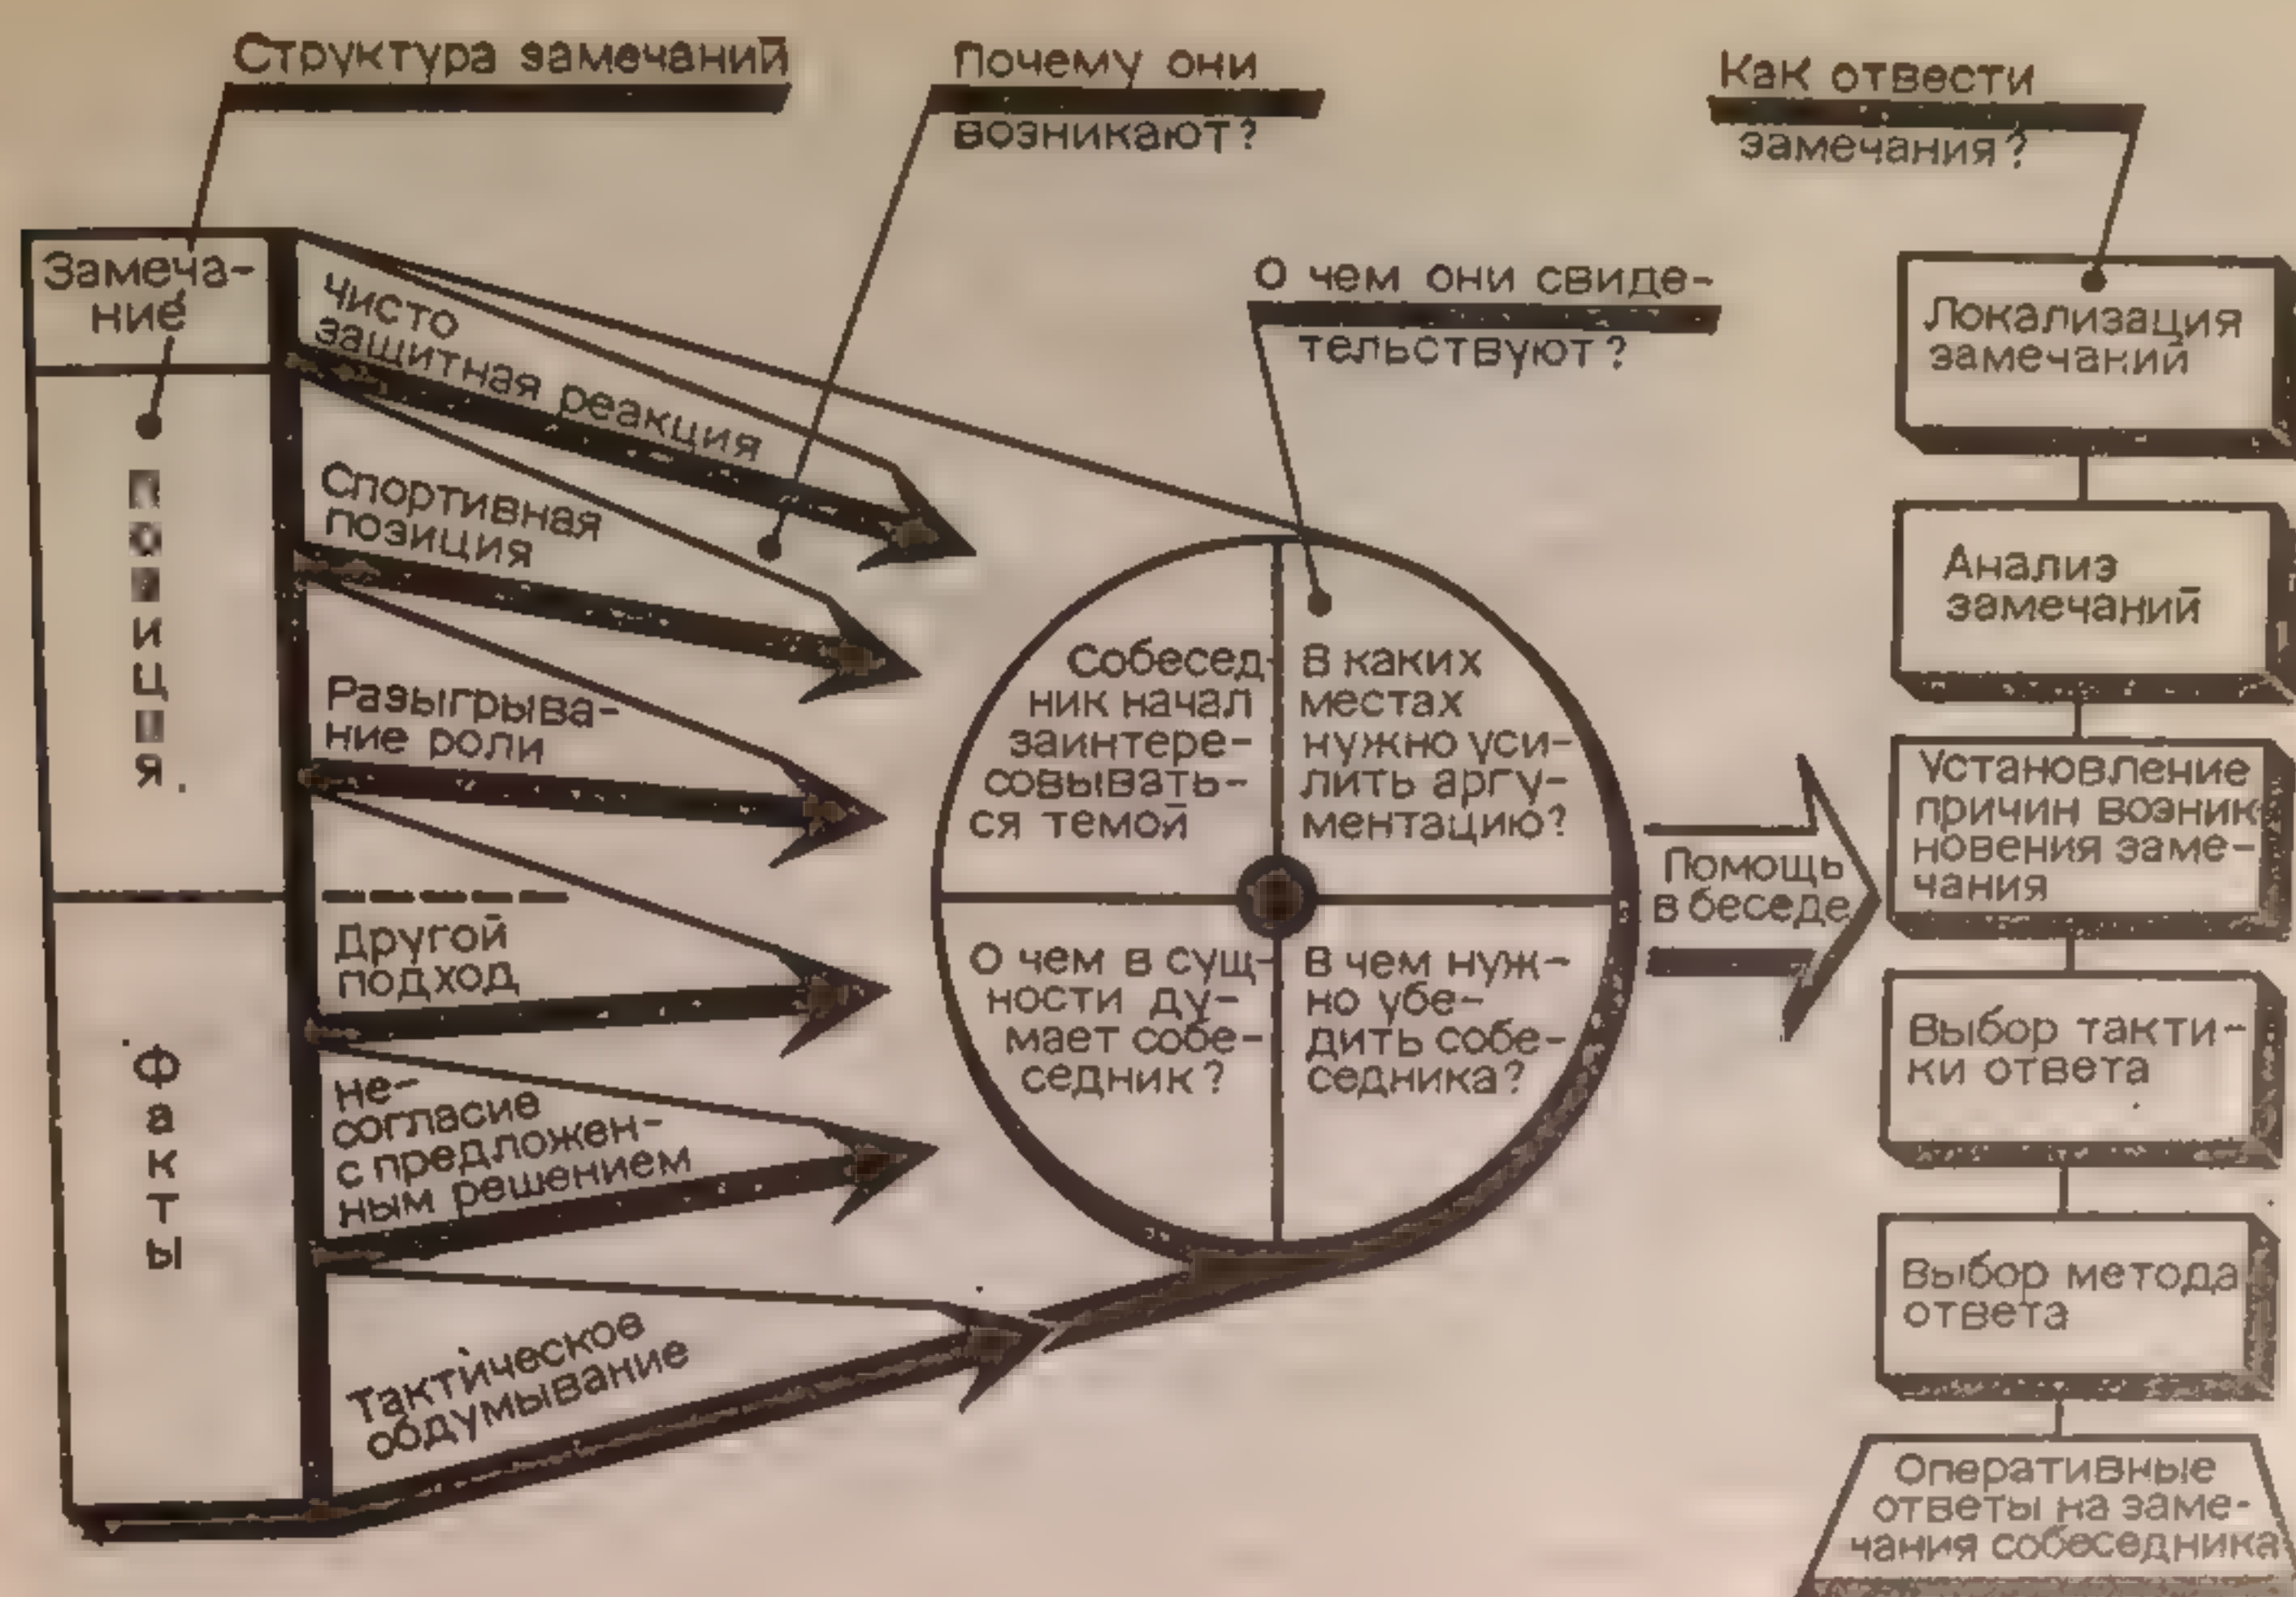 Структура замечаний
Почему они
возникают?
Как отвести
замечания?
О чем они свиде-
тельствуют?
Замеча-
ние
Факты
Чисто
защитная реакция
Спортивная
позиция
Разыгрыва-
ние роли
Другой
подход
Не-
согласие
с предложен-
ным решением
Тактическое
обдумывание
Собесед-
ник начал
заинтере-
совывать-
ся темой
В каких
местах
нужно уси-
лить аргу-
ментацию?
О чем в сущ-
ности ду-
мает собе-
седник?
В чем нуж-
но убе-
дить собе-
седника?
Помощь
в беседе
Локализация
замечаний
Анализ
замечаний
Установление
причин возник-
новения заме-
чания
Выбор такти-
ки ответа
Выбор метода
ответа
Оперативные
ответы на заме-
чания собеседника